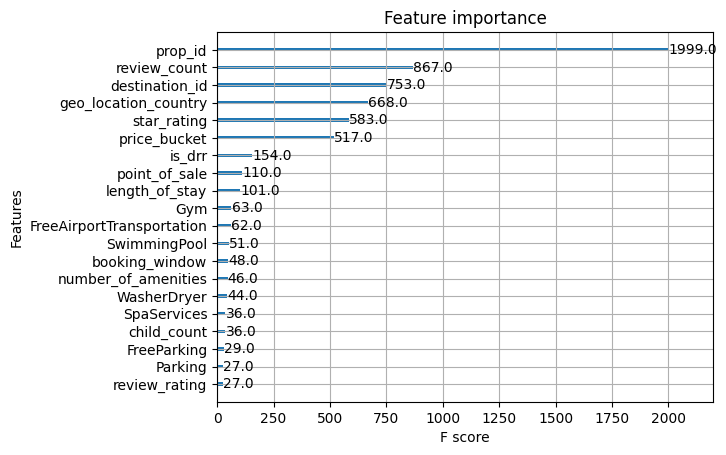 Feature importance
prop_id 1999.0
review_count 867.0
destination_id 753.0
geo_location_country 668.0
star_rating 583.0
price_bucket 517.0
is_drr 154.0
point_of_sale 110.0
length_of_stay 101.0
Gym 63.0
FreeAirportTransportation 62.0
SwimmingPool 51.0
booking_window 48.0
number_of_amenities 46.0
WasherDryer 44.0
SpaServices 36.0
child_count 36.0
FreeParking 29.0
Parking 27.0
review_rating 27.0
Features
0 250 500 750 1000 1250 1500 1750 2000
F score